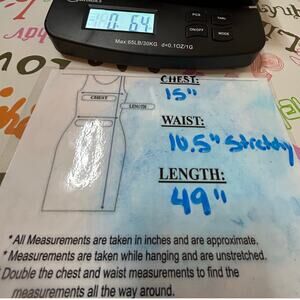 PCS
TARE
ON/OFF
MODE
Max:65LB/30KG d=0.1OZ/1G
CHEST:
15"
CHEST
LENGTH
WAIST:
10.5" Stretchy
LENGTH:
49"
*All Measurements are taken in inches and are approximate.
* Measurements are taken while hanging and are unstretched.
* Double the chest and waist measurements to find the
measurements all the way around.